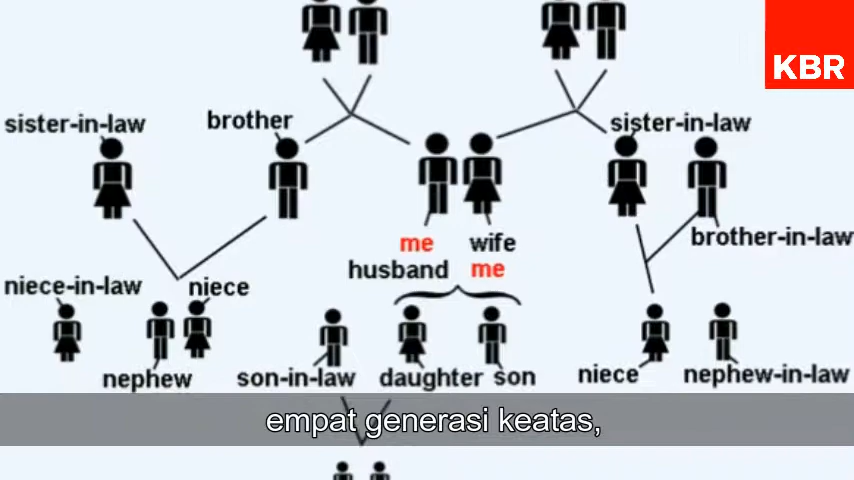 KBR
sister-in-law
brother
sister-in-law
me
wife
brother-in-law
husband
me
niece-in-law
niece
nephew
son-in-law
daughter
son
niece
nephew-in-law
empat generasi keatas,